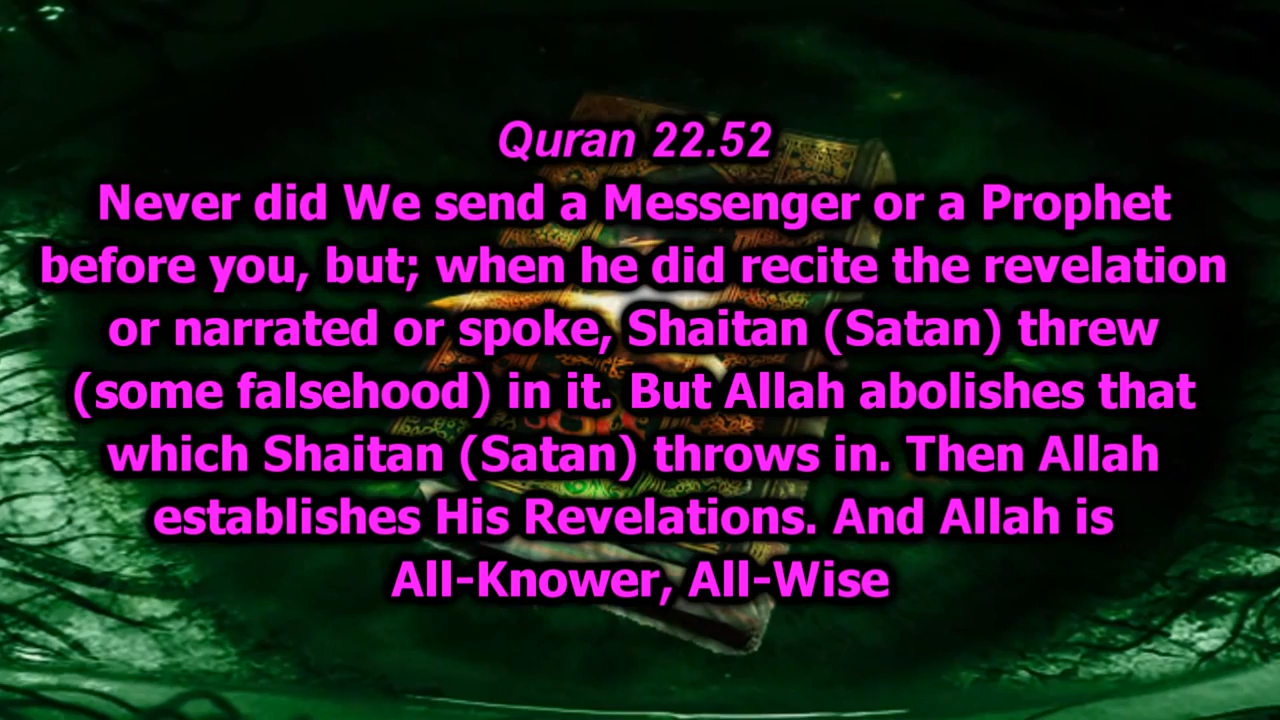 Quran 22.52
Never did We send a Messenger or a Prophet
before you, but; when he did recite the revelation
or narrated or spoke, Shaitan (Satan) threw
(some falsehood) in it. But Allah abolishes that
which Shaitan (Satan) throws in. Then Allah
establishes His Revelations. And Allah is
All-Knower, All-Wise